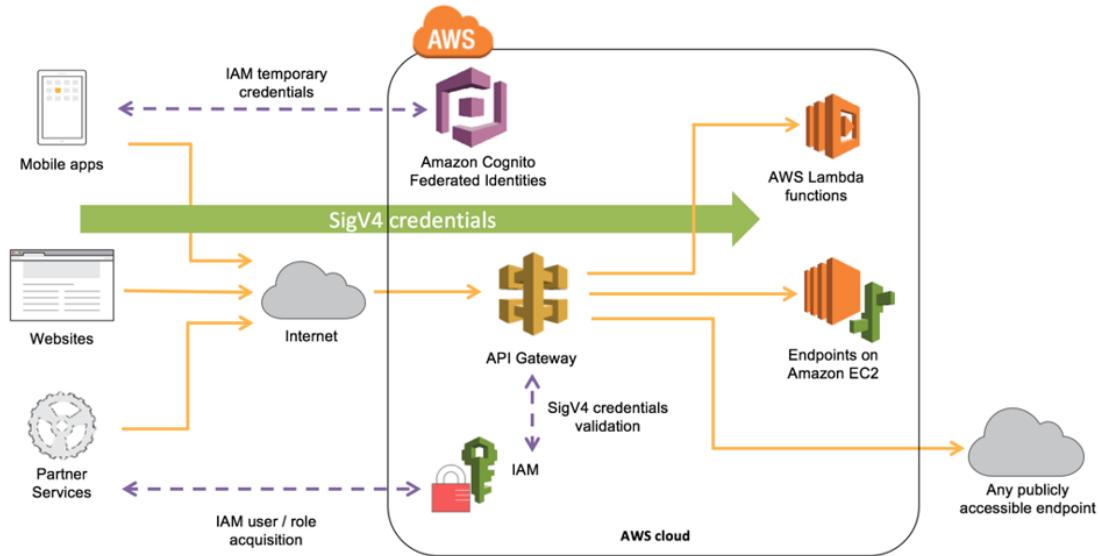 AWS
IAM temporary
credentials
Mobile apps
Amazon Cognito
Federated Identities
AWS Lambda
functions
SigV4 credentials
Websites
Internet
API Gateway
Endpoints on
Amazon EC2
SigV4 credentials
validation
Partner
Services
IAM
IAM user / role
acquisition
Any publicly
accessible endpoint
AWS cloud